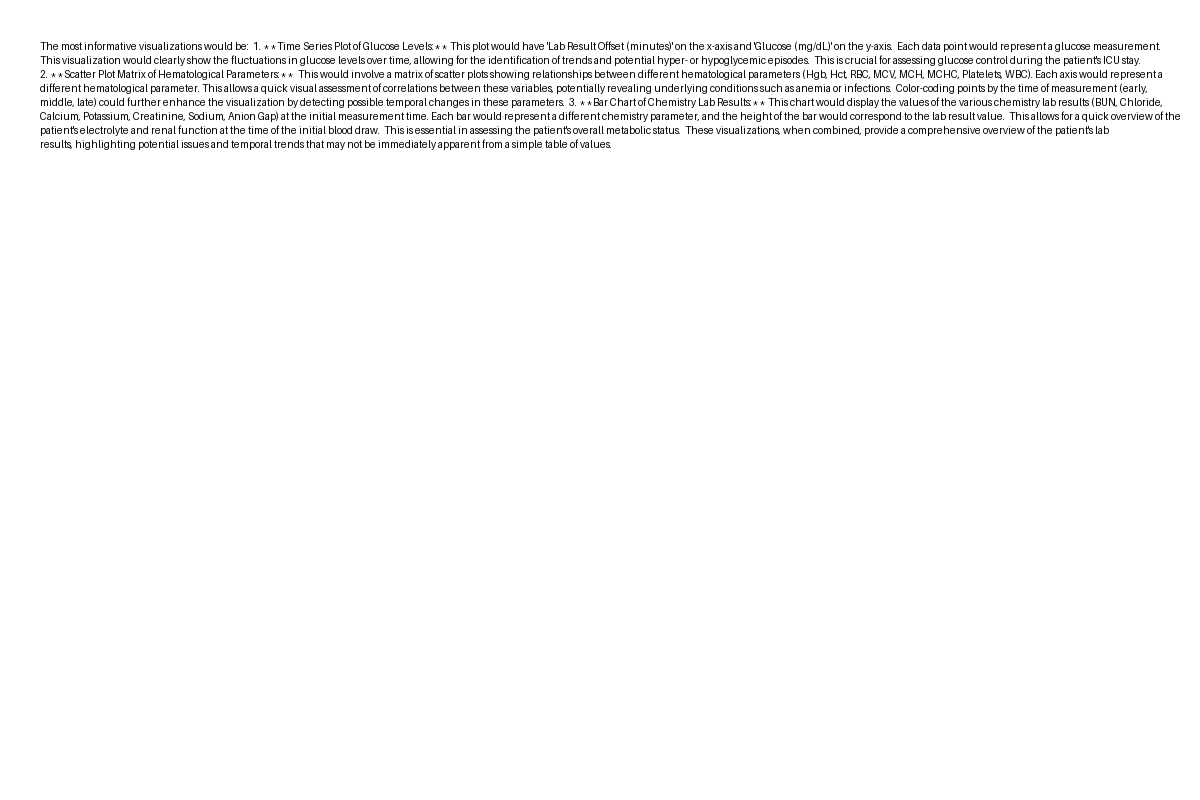 The most informative visualizations would be:  1. **Time Series Plot of Glucose Levels:** This plot would have 'Lab Result Offset (minutes)' on the x-axis and 'Glucose (mg/dL)' on the y-axis.  Each data point would represent a glucose measurement.
This visualization would clearly show the fluctuations in glucose levels over time, allowing for the identification of trends and potential hyper- or hypoglycemic episodes.  This is crucial for assessing glucose control during the patient's ICU stay.
2. **Scatter Plot Matrix of Hematological Parameters:**  This would involve a matrix of scatter plots showing relationships between different hematological parameters (Hgb, Hct, RBC, MCV, MCH, MCHC, Platelets, WBC). Each axis would represent a
different hematological parameter. This allows a quick visual assessment of correlations between these variables, potentially revealing underlying conditions such as anemia or infections.  Color-coding points by the time of measurement (early,
middle, late) could further enhance the visualization by detecting possible temporal changes in these parameters.  3. **Bar Chart of Chemistry Lab Results:** This chart would display the values of the various chemistry lab results (BUN, Chloride,
Calcium, Potassium, Creatinine, Sodium, Anion Gap) at the initial measurement time. Each bar would represent a different chemistry parameter, and the height of the bar would correspond to the lab result value.  This allows for a quick overview of the
patient's electrolyte and renal function at the time of the initial blood draw.  This is essential in assessing the patient's overall metabolic status.  These visualizations, when combined, provide a comprehensive overview of the patient's lab
results, highlighting potential issues and temporal trends that may not be immediately apparent from a simple table of values.